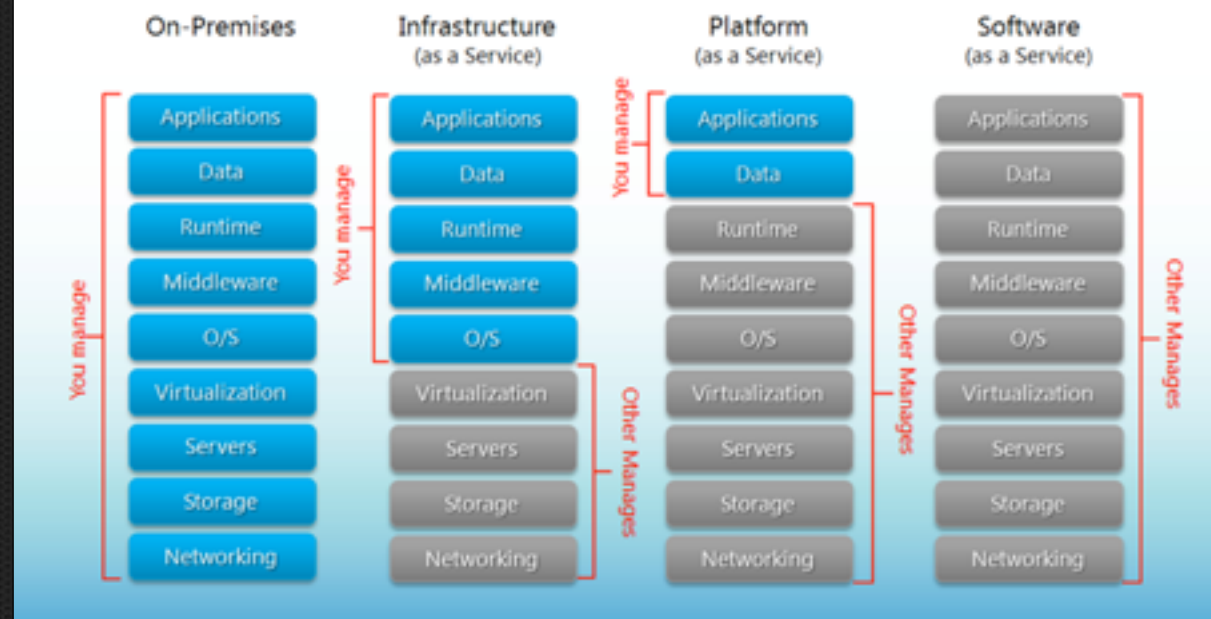 On-Premises
You manage
Applications
Data
Runtime
Middleware
O/S
Virtualization
Servers
Storage
Networking
Infrastructure
(as a Service)
You manage
Applications
Data
Runtime
Middleware
O/S
Virtualization
Servers
Storage
Networking
Other Manages
Platform
(as a Service)
You manage
Applications
Data
Runtime
Middleware
O/S
Virtualization
Servers
Storage
Networking
Other Manages
Software
(as a Service)
Applications
Data
Runtime
Middleware
O/S
Virtualization
Servers
Storage
Networking
Other Manages